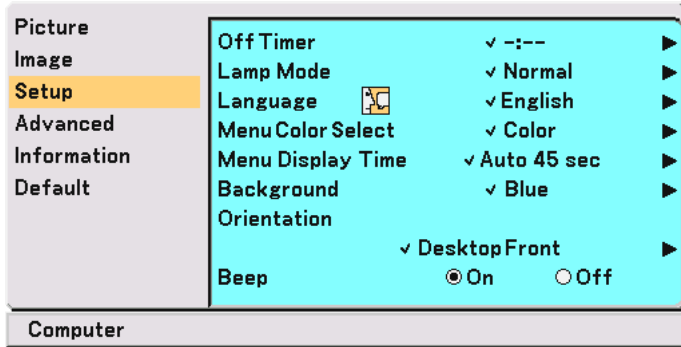 Picture
Image
Setup
Advanced
Information
Default
Off Timer ✓ -:--
Lamp Mode ✓ Normal
Language ✓ English
Menu Color Select ✓ Color
Menu Display Time ✓ Auto 45 sec
Background ✓ Blue
Orientation
✓ Desktop Front
Beep On Off
Computer